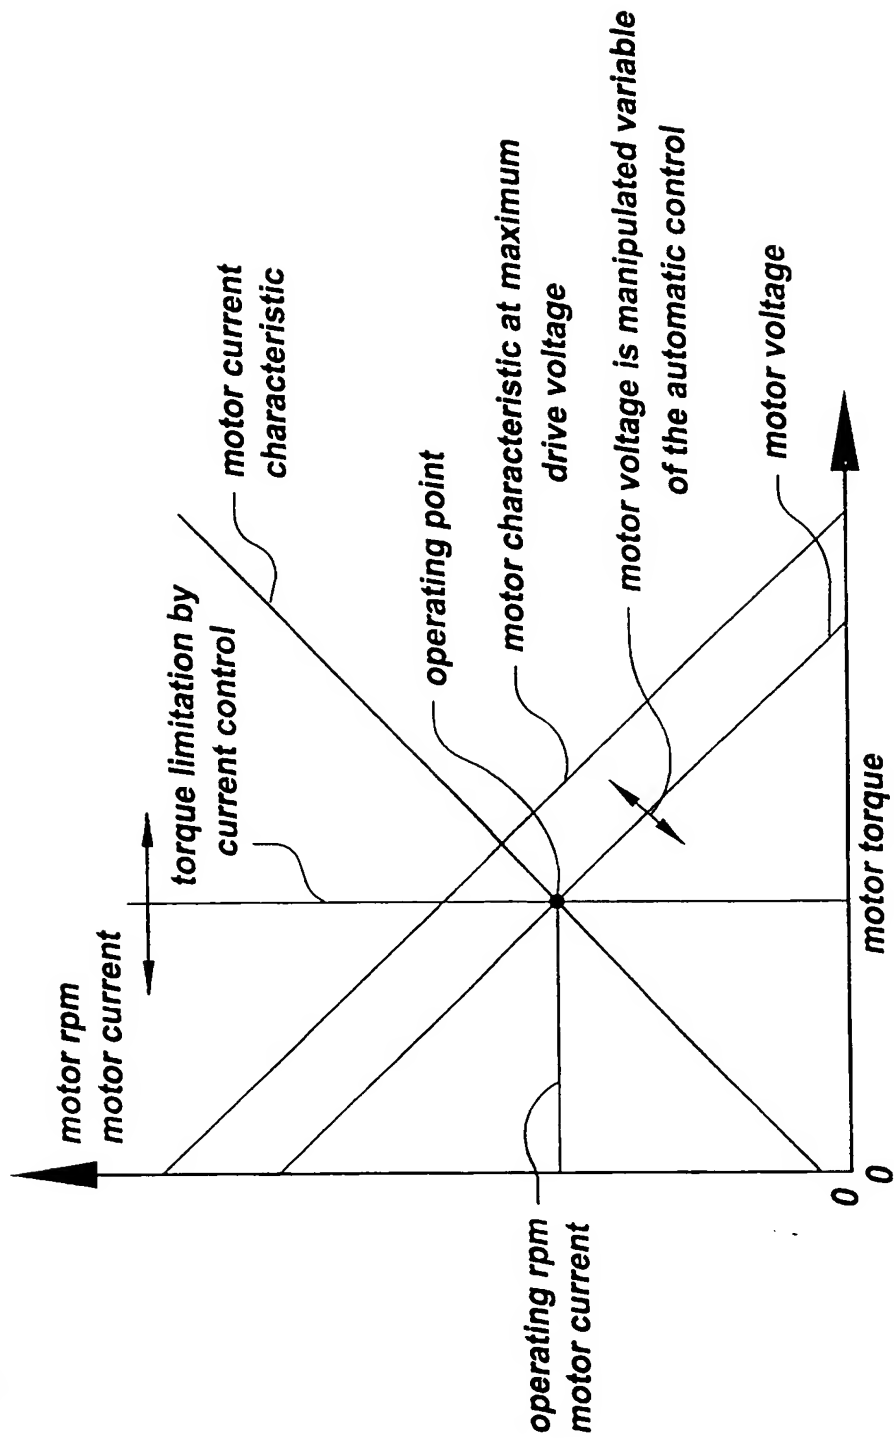 motor rpm
motor current
torque limitation by
current control
motor current
characteristic
operating point
motor characteristic at maximum
drive voltage
motor voltage is manipulated variable
of the automatic control
motor voltage
operating rpm
motor current
0
0
motor torque